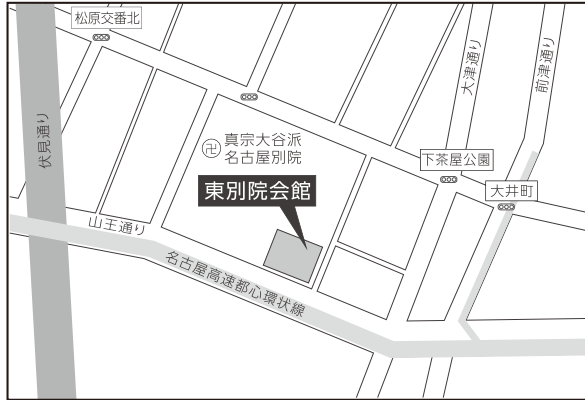 松原交番北
伏見通り
大津通り
前津通り
真宗大谷派
名古屋別院
下茶屋公園
東別院会館
大井町
山王通り
名古屋高速都心環状線